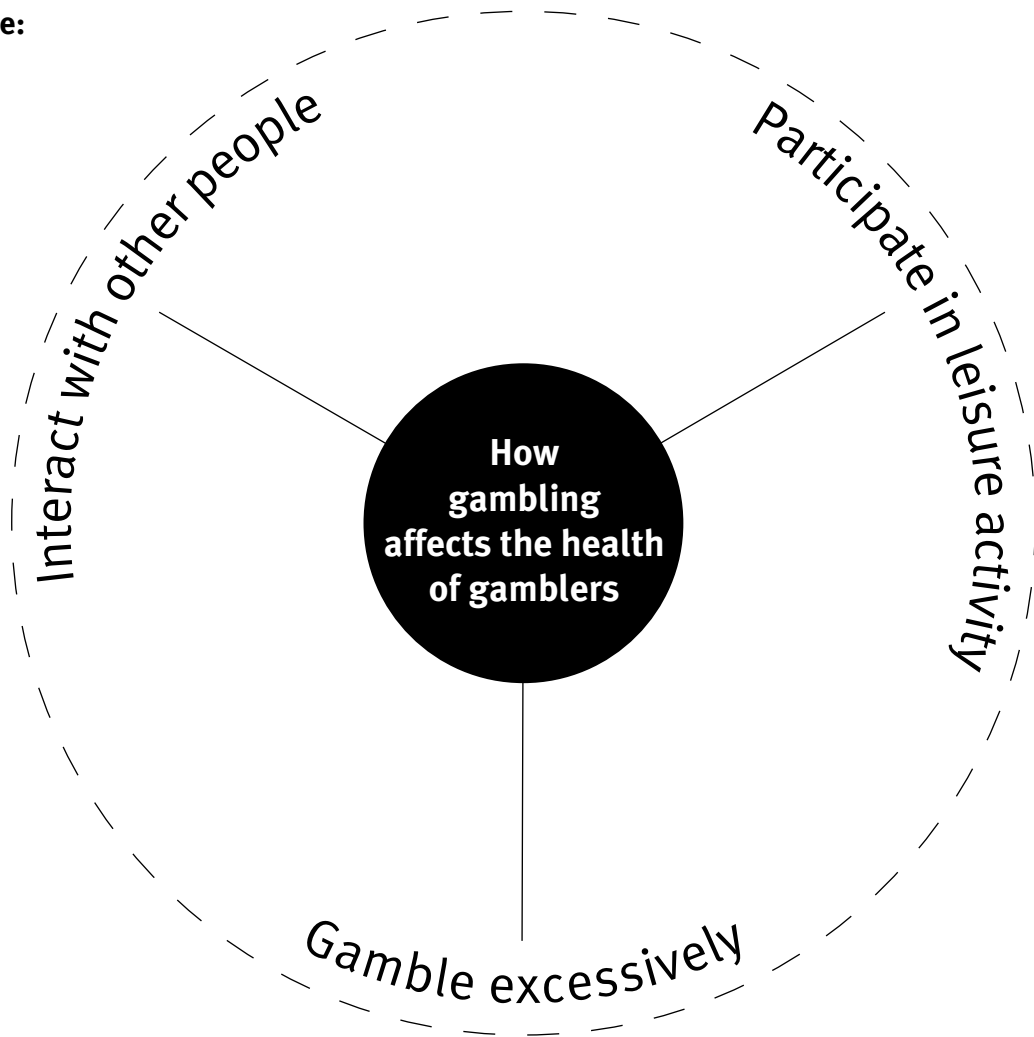 e:
Interact with other people
Participate in leisure activity
How
gambling
affects the health
of gamblers
Gamble excessively